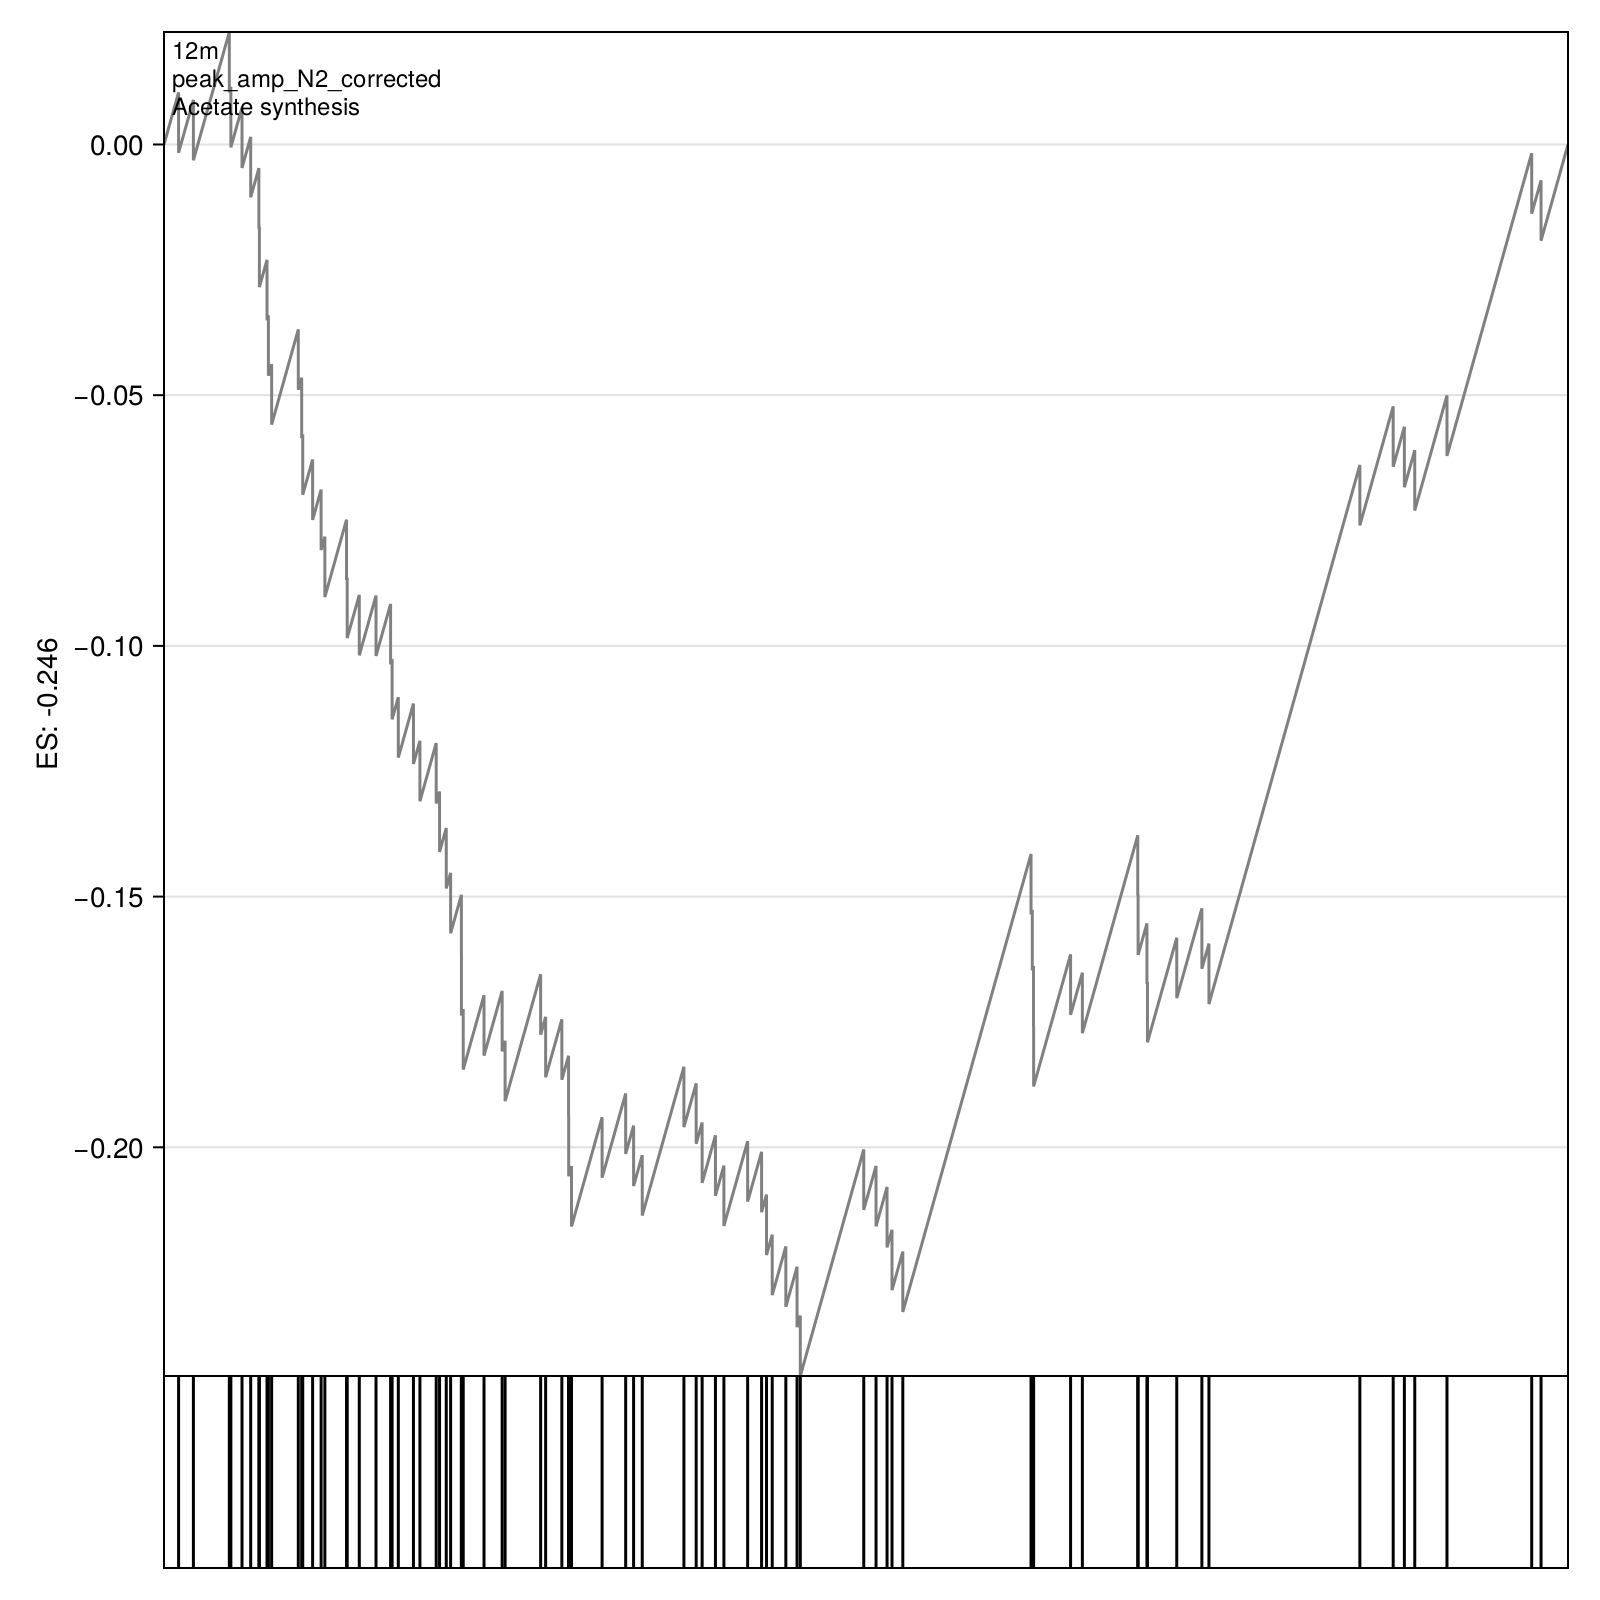 12m
peak_amp_N2_corrected
Acetate synthesis
0.00
−0.05
−0.10
−0.15
−0.20
ES: -0.246